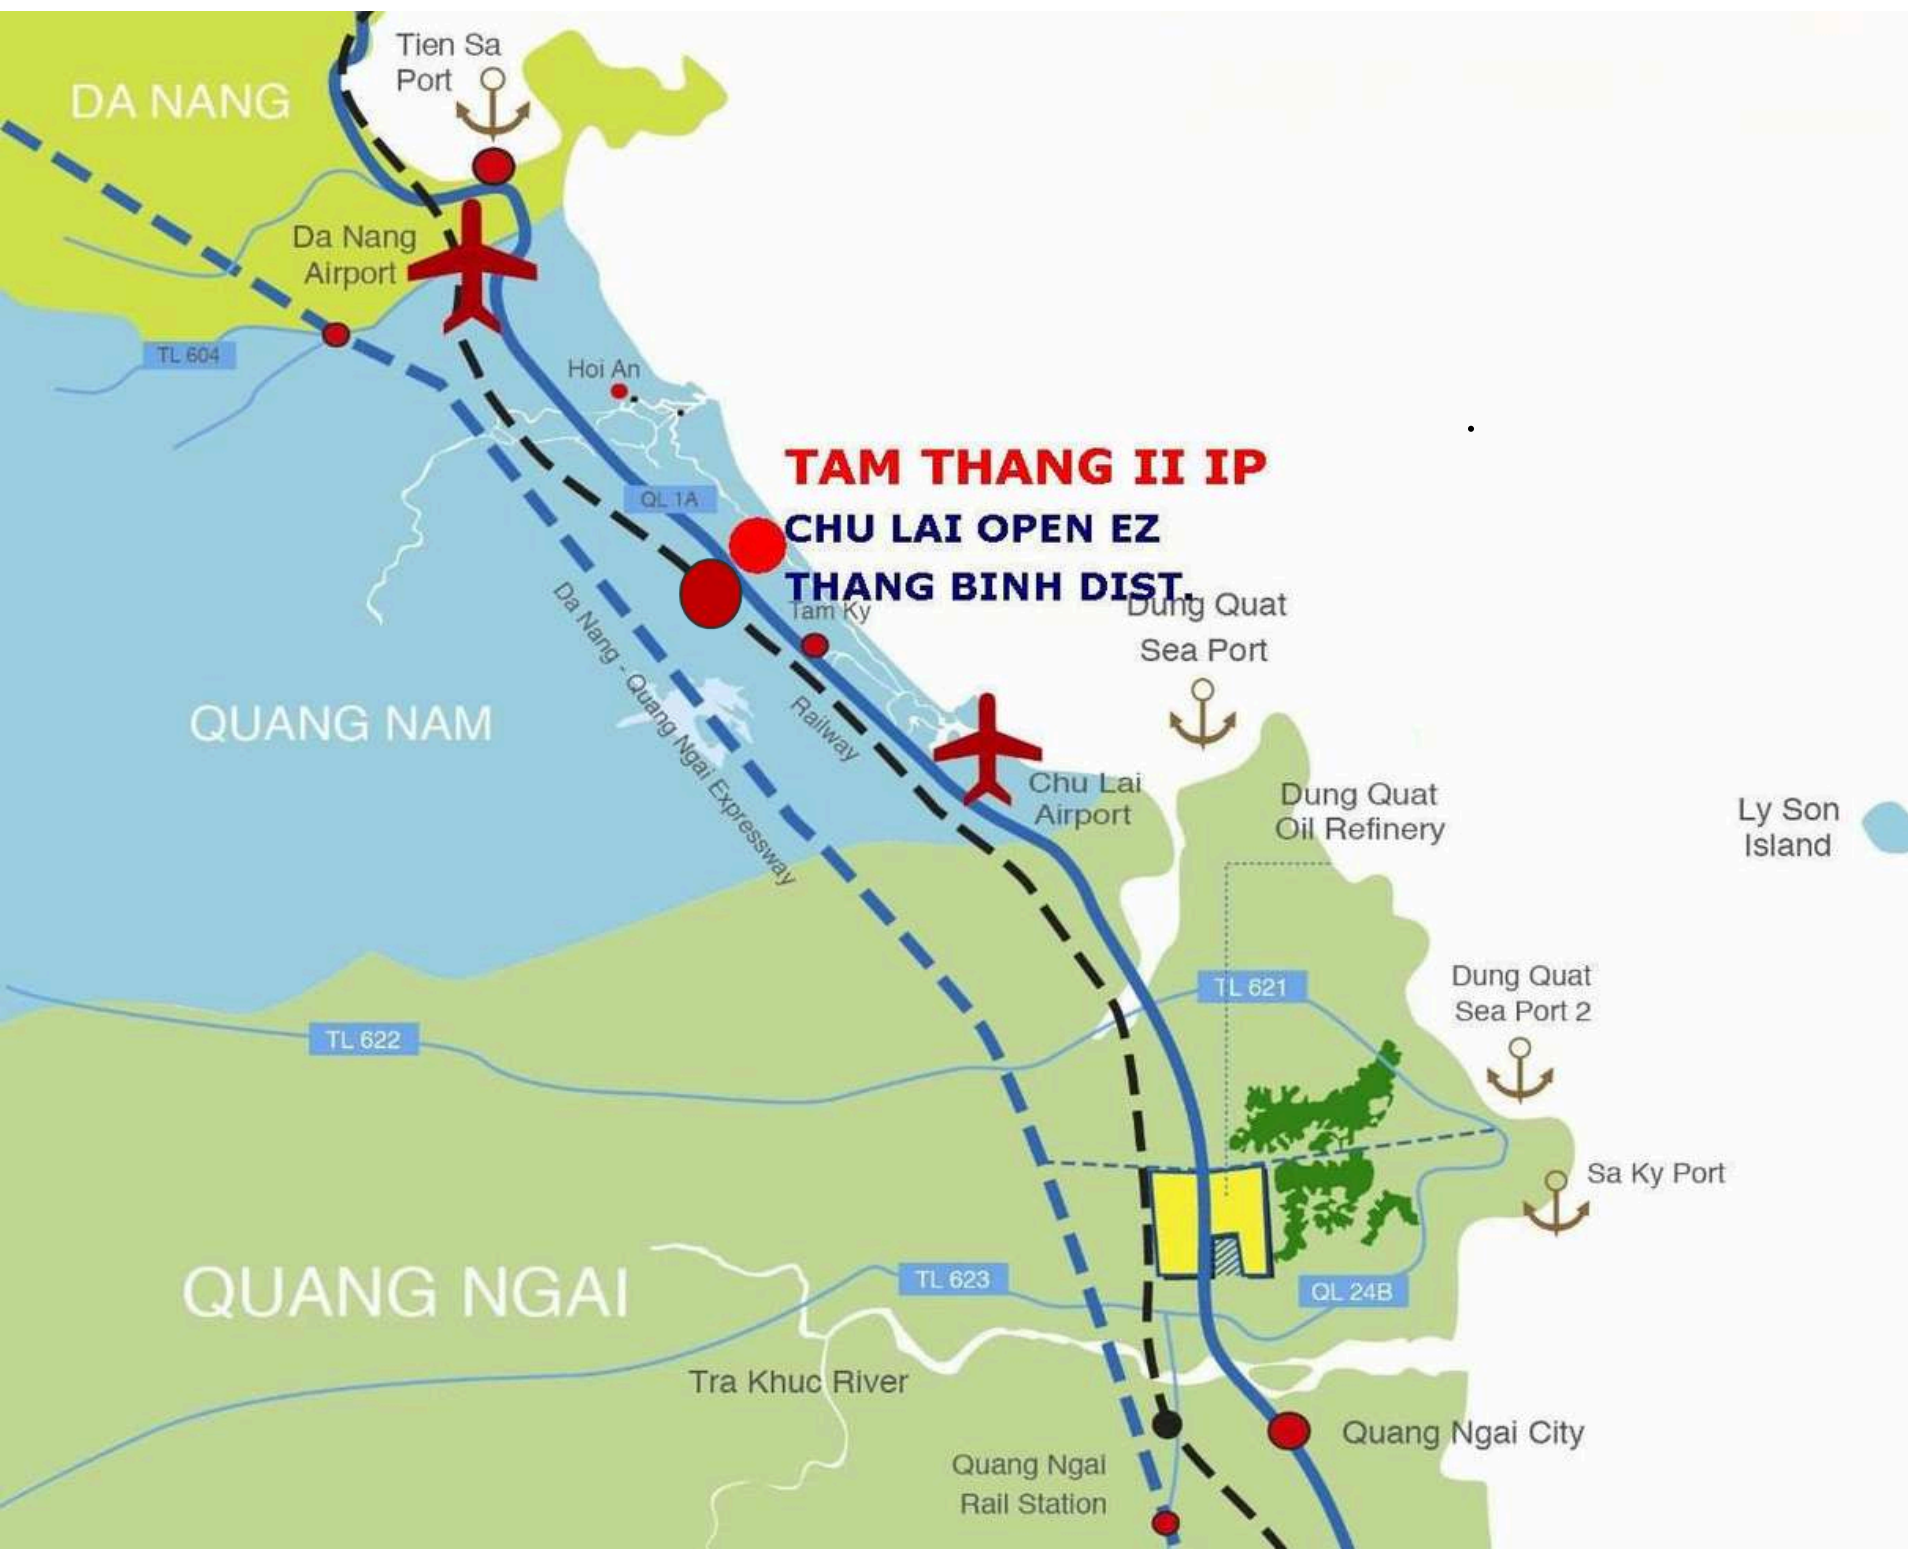 Tien Sa
Port
DA NANG
Da Nang
Airport
TL 604
Hoi An
TAM THANG II IP
QL 1A
CHU LAI OPEN EZ
THANG BINH DIST.
Tam Ky
Dung Quat
Sea Port
Da Nang - Quang Ngai Expressway
QUANG NAM
Railway
Chu Lai
Airport
Dung Quat
Oil Refinery
Ly Son
Island
Dung Quat
Sea Port 2
TL 621
TL 622
Sa Ky Port
QUANG NGAI
TL 623
QL 24B
Tra Khuc River
Quang Ngai City
Quang Ngai
Rail Station